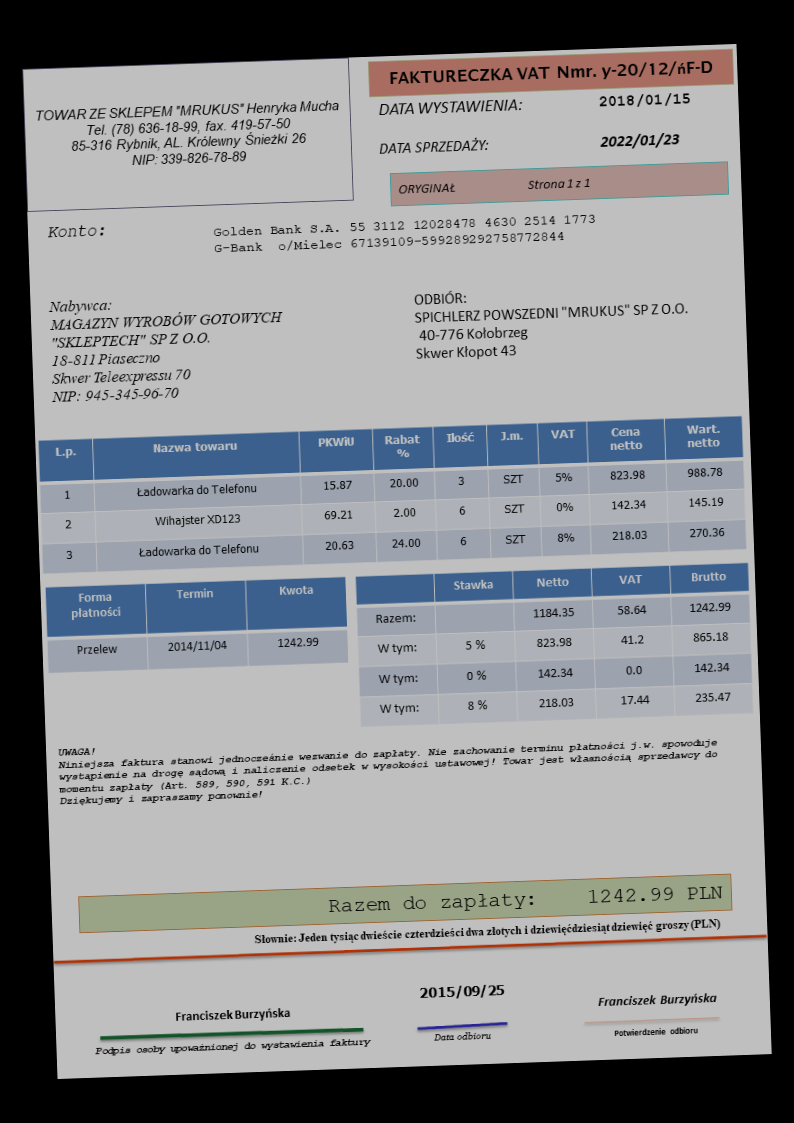 TOWAR ZE SKLEPEM "MRUKUS" Henryka Mucha
Tel. (78) 636-18-99, fax. 419-57-50
85-316 Rybnik, AL. Królewny Śnieżki 26
NIP: 339-826-78-89
FAKTURECZKA VAT Nmr. y-20/12/ńF-D
DATA WYSTAWIENIA: 2018/01/15
DATA SPRZEDAŻY: 2022/01/23
ORYGINAŁ Strona 1 z 1
Konto: Golden Bank S.A. 55 3112 12028478 4630 2514 1773
G-Bank o/Mielec 67139109-599289292758772844
Nabywca:
MAGAZYN WYROBÓW GOTOWYCH
"SKLEPTECH" SP Z O.O.
18-811 Piaseczno
Skwer Teleexpressu 70
NIP: 945-345-96-70
ODBIÓR:
SPICHLERZ POWSZEDNI "MRUKUS" SP Z O.O.
40-776 Kołobrzeg
Skwer Kłopot 43
L.p. Nazwa towaru PKWiU Rabat % Ilość J.m. VAT Cena netto Wart. netto
1 Ładowarka do Telefonu 15.87 20.00 3 SZT 5% 823.98 988.78
2 Wihajster XD123 69.21 2.00 6 SZT 0% 142.34 145.19
3 Ładowarka do Telefonu 20.63 24.00 6 SZT 8% 218.03 270.36
Forma płatności Termin Kwota
Przelew 2014/11/04 1242.99
Stawka Netto VAT Brutto
Razem: 1184.35 58.64 1242.99
W tym: 5 % 823.98 41.2 865.18
W tym: 0 % 142.34 0.0 142.34
W tym: 8 % 218.03 17.44 235.47
UWAGA!
Niniejsza faktura stanowi jednocześnie wezwanie do zapłaty. Nie zachowanie terminu płatności j.w. spowoduje
wystąpienie na drogę sądową i naliczenie odsetek w wysokości ustawowej! Towar jest własnością sprzedawcy do
momentu zapłaty (Art. 589, 590, 591 K.C.)
Dziękujemy i zapraszamy ponownie!
Razem do zapłaty: 1242.99 PLN
Słownie: Jeden tysiąc dwieście czterdzieści dwa złotych i dziewięćdziesiąt dziewięć groszy (PLN)
Franciszek Burzyńska
Podpis osoby upoważnionej do wystawienia faktury
2015/09/25
Data odbioru
Franciszek Burzyńska
Potwierdzenie odbioru